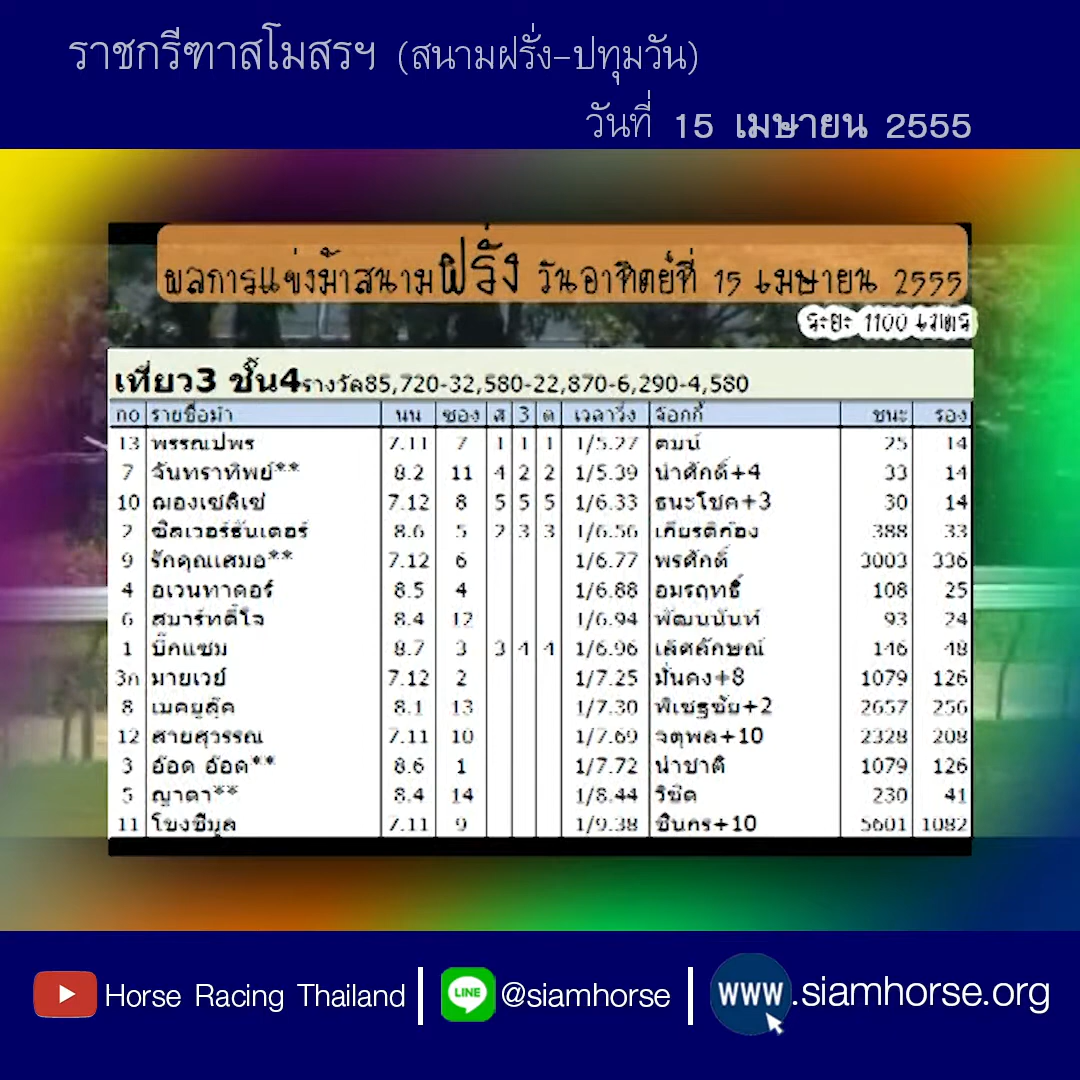 ราชกรีฑาสโมสรฯ (สนามฝรั่ง-ปทุมวัน)
วันที่ 15 เมษายน 2555
ผลการแข่งม้าสนามฝรั่ง วันอาทิตย์ที่ 15 เมษายน 2555
ระยะ 1100 เมตร
เที่ยว3 ชั้น4รางวัล85,720-32,580-22,870-6,290-4,580
no รายชื่อม้า นน ซอง ส 3 ต เวลาวิ่ง จ๊อกกี้ ชนะ รอง
13 พรรณปพร 7.11 7 1 1 1 1/5.27 ตมน์ 25 14
7 จันทราทิพย์** 8.2 11 4 2 2 1/5.39 นำศักดิ์+4 33 14
10 ฌองเซลิเซ่ 7.12 8 5 5 5 1/6.33 ธนะโชค+3 30 14
2 ซิลเวอร์ธันเดอร์ 8.6 5 2 3 3 1/6.56 เกียรติก้อง 388 33
9 รักคุณเสมอ** 7.12 6 1/6.77 พรศักดิ์ 3003 336
4 อเวนทาดอร์ 8.5 4 1/6.88 อมรฤทธิ์ 108 25
6 สมาร์ทตี้โจ 8.4 12 1/6.94 พัฒนนันท์ 93 24
1 บิ๊กแซม 8.7 3 3 4 4 1/6.96 เลิศลักษณ์ 146 48
3ก มายเวย์ 7.12 2 1/7.25 มั่นคง+8 1079 126
8 เมคมูลุ๊ค 8.1 13 1/7.30 พิเชฐชัย+2 2657 256
12 สายสุวรรณ 7.11 10 1/7.69 จตุพล+10 2328 208
3 อ๊อด อ๊อด** 8.6 1 1/7.72 นำชาติ 1079 126
5 ญาดา** 8.4 14 1/8.44 วิชิต 230 41
11 โขงชีมูล 7.11 9 1/9.38 ชินกร+10 5601 1082
Horse Racing Thailand | LINE @siamhorse | www.siamhorse.org